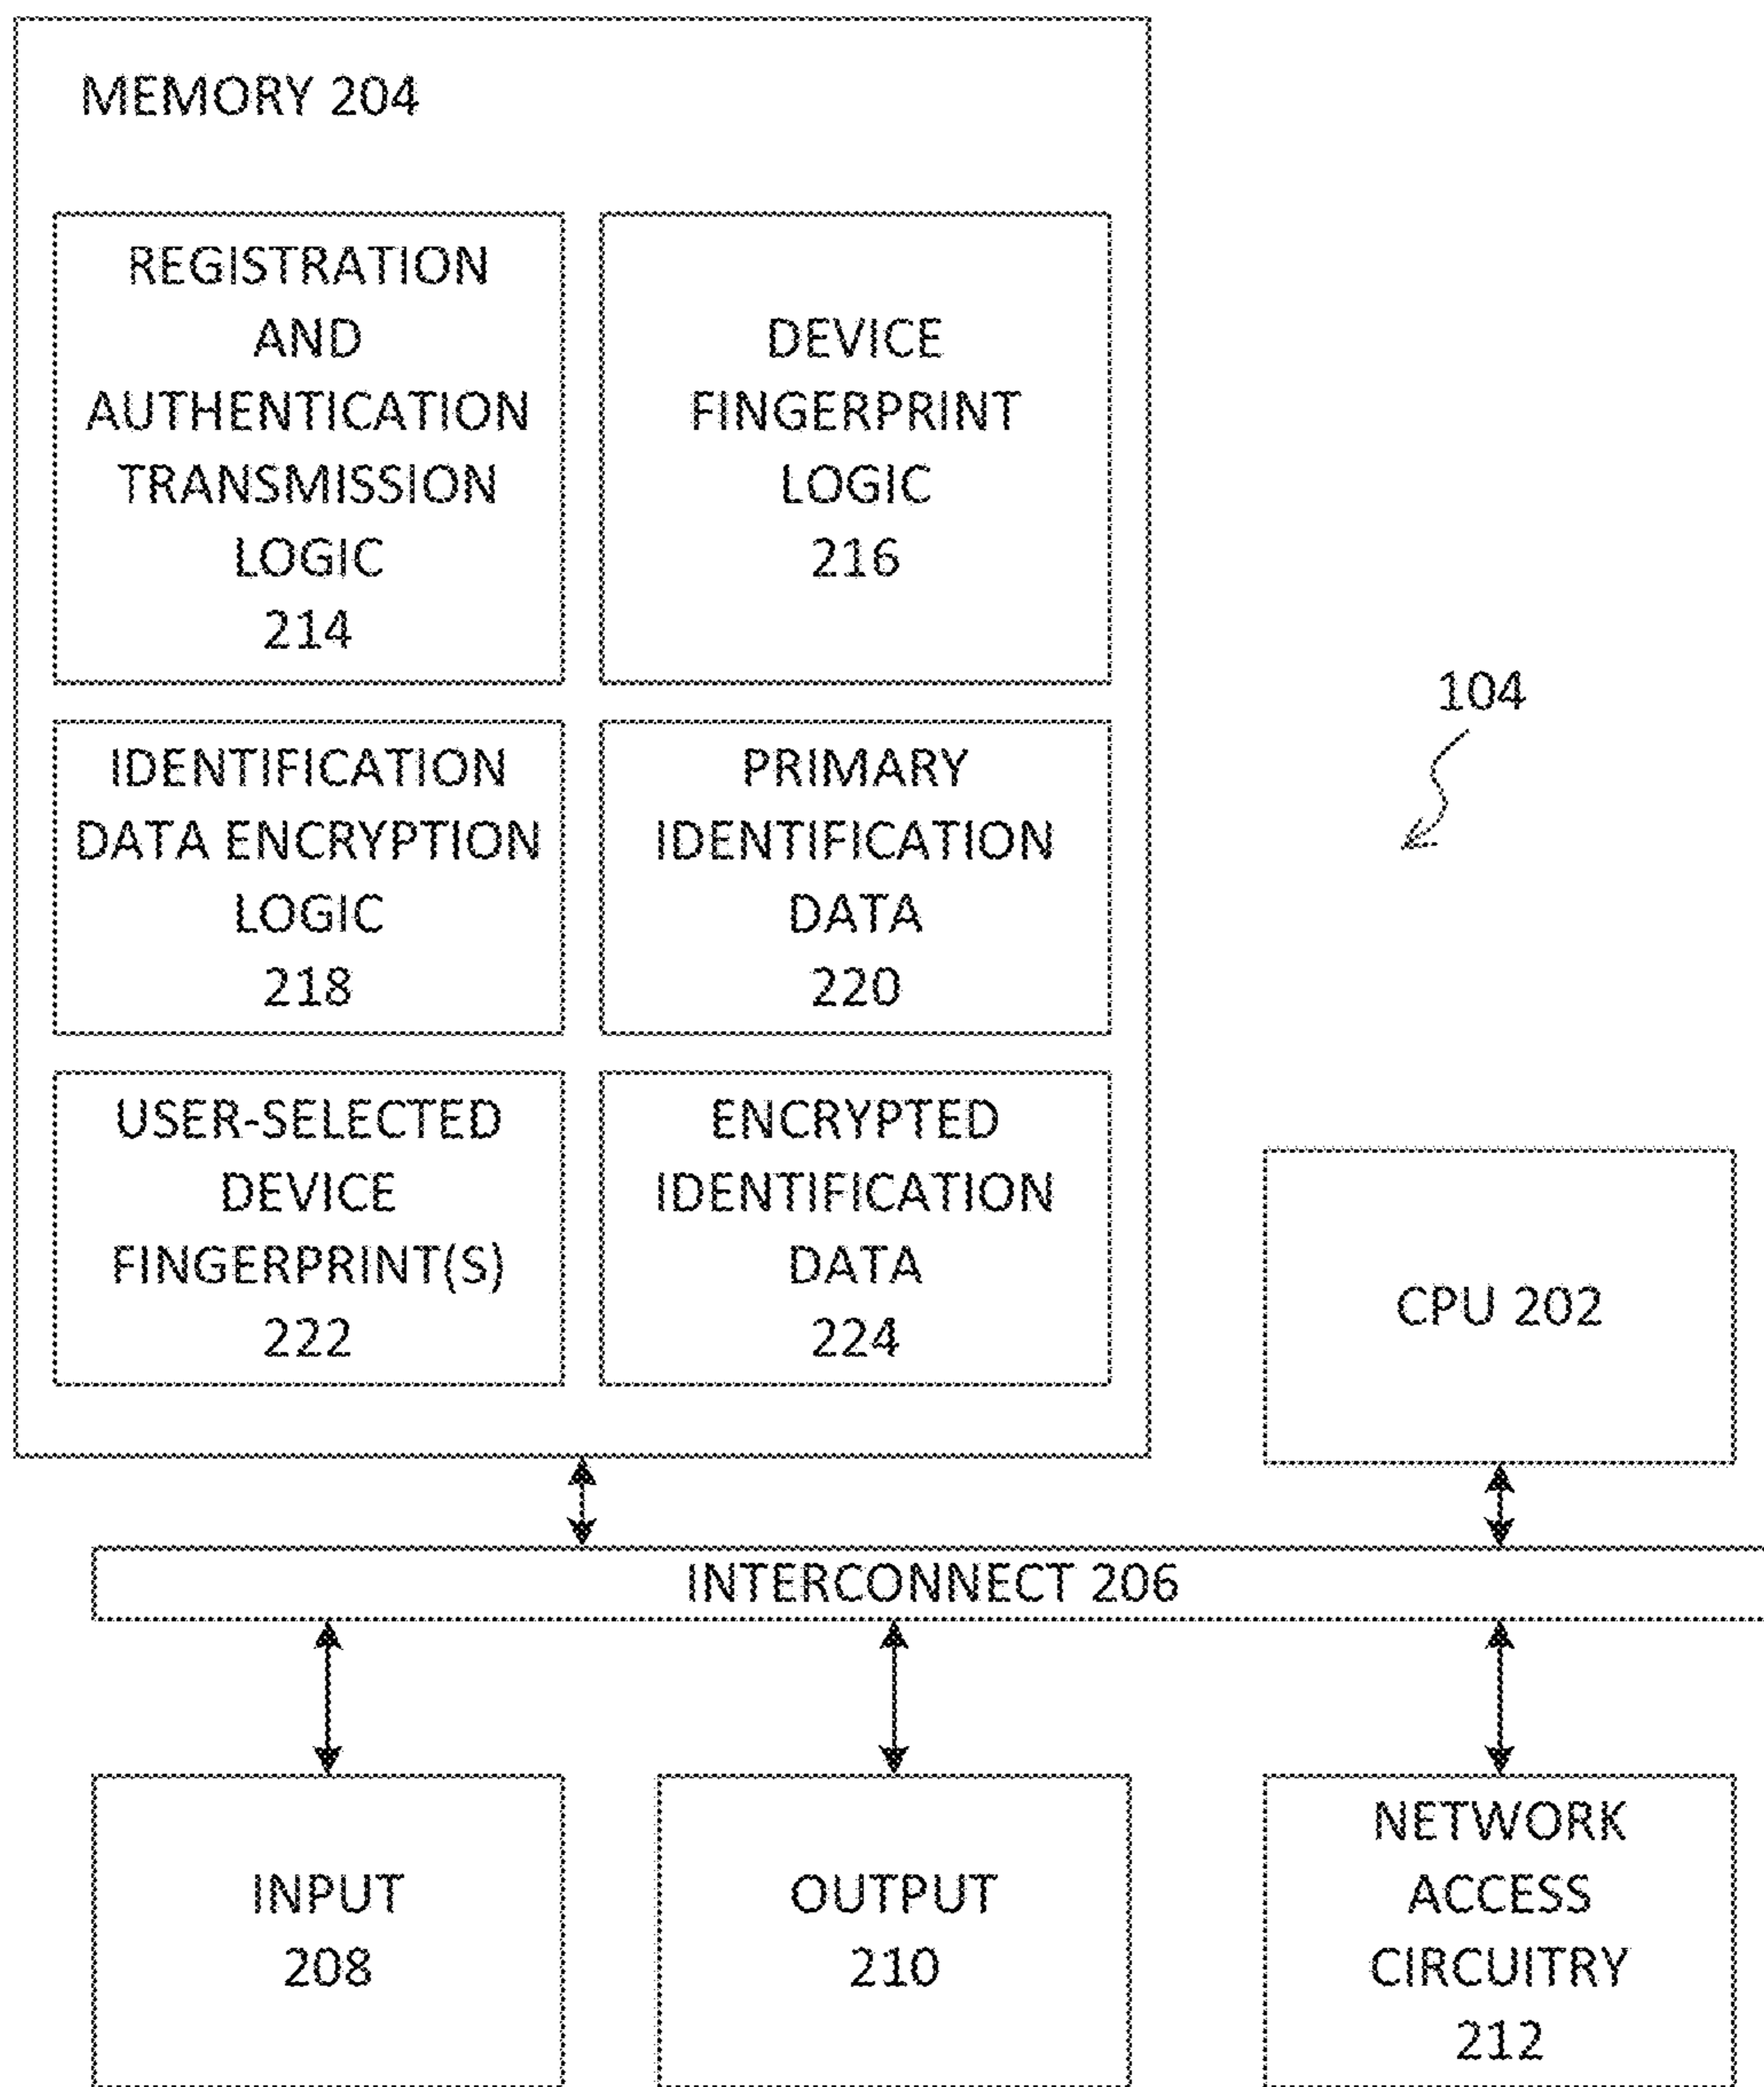 MEMORY 204
REGISTRATION
AND
AUTHENTICATION
TRANSMISSION
LOGIC
214
DEVICE
FINGERPRINT
LOGIC
216
IDENTIFICATION
DATA ENCRYPTION
LOGIC
218
PRIMARY
IDENTIFICATION
DATA
220
USER-SELECTED
DEVICE
FINGERPRINT(S)
222
ENCRYPTED
IDENTIFICATION
DATA
224
104
CPU 202
INTERCONNECT 206
INPUT
208
OUTPUT
210
NETWORK
ACCESS
CIRCUITRY
212